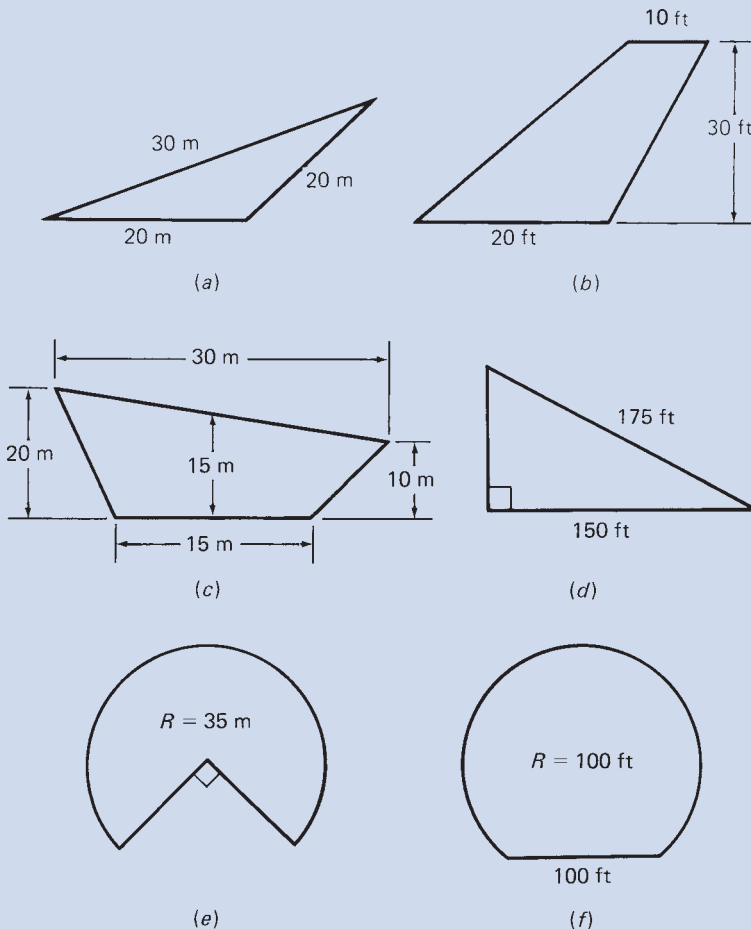 10 ft
30 m
30 ft
20 m
20 m
20 ft
(a)
(b)
30 m
175 ft
20 m
15 m
10 m
15 m
150 ft
(c)
(d)
R = 35 m
R = 100 ft
100 ft
(e)
(f)